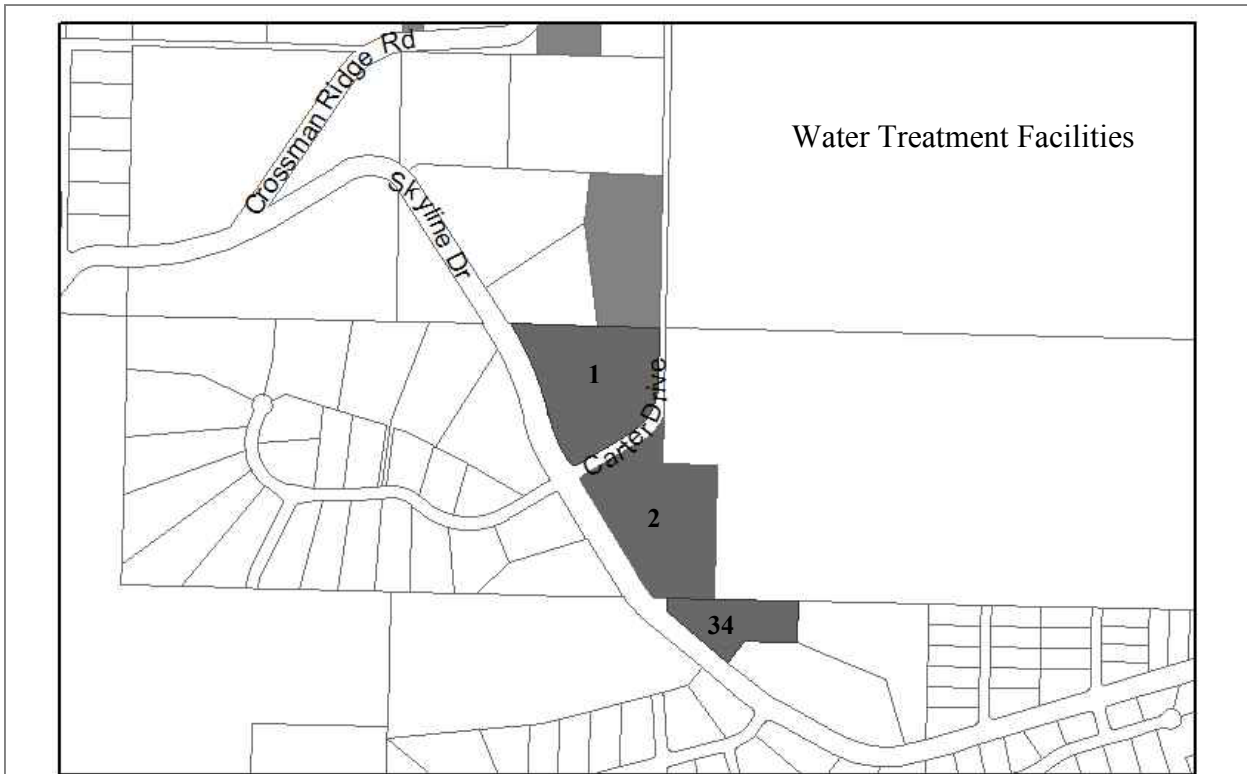 Crossman Ridge Rd
Water Treatment Facilities
Skyline Dr
1
Carter Drive
2
34